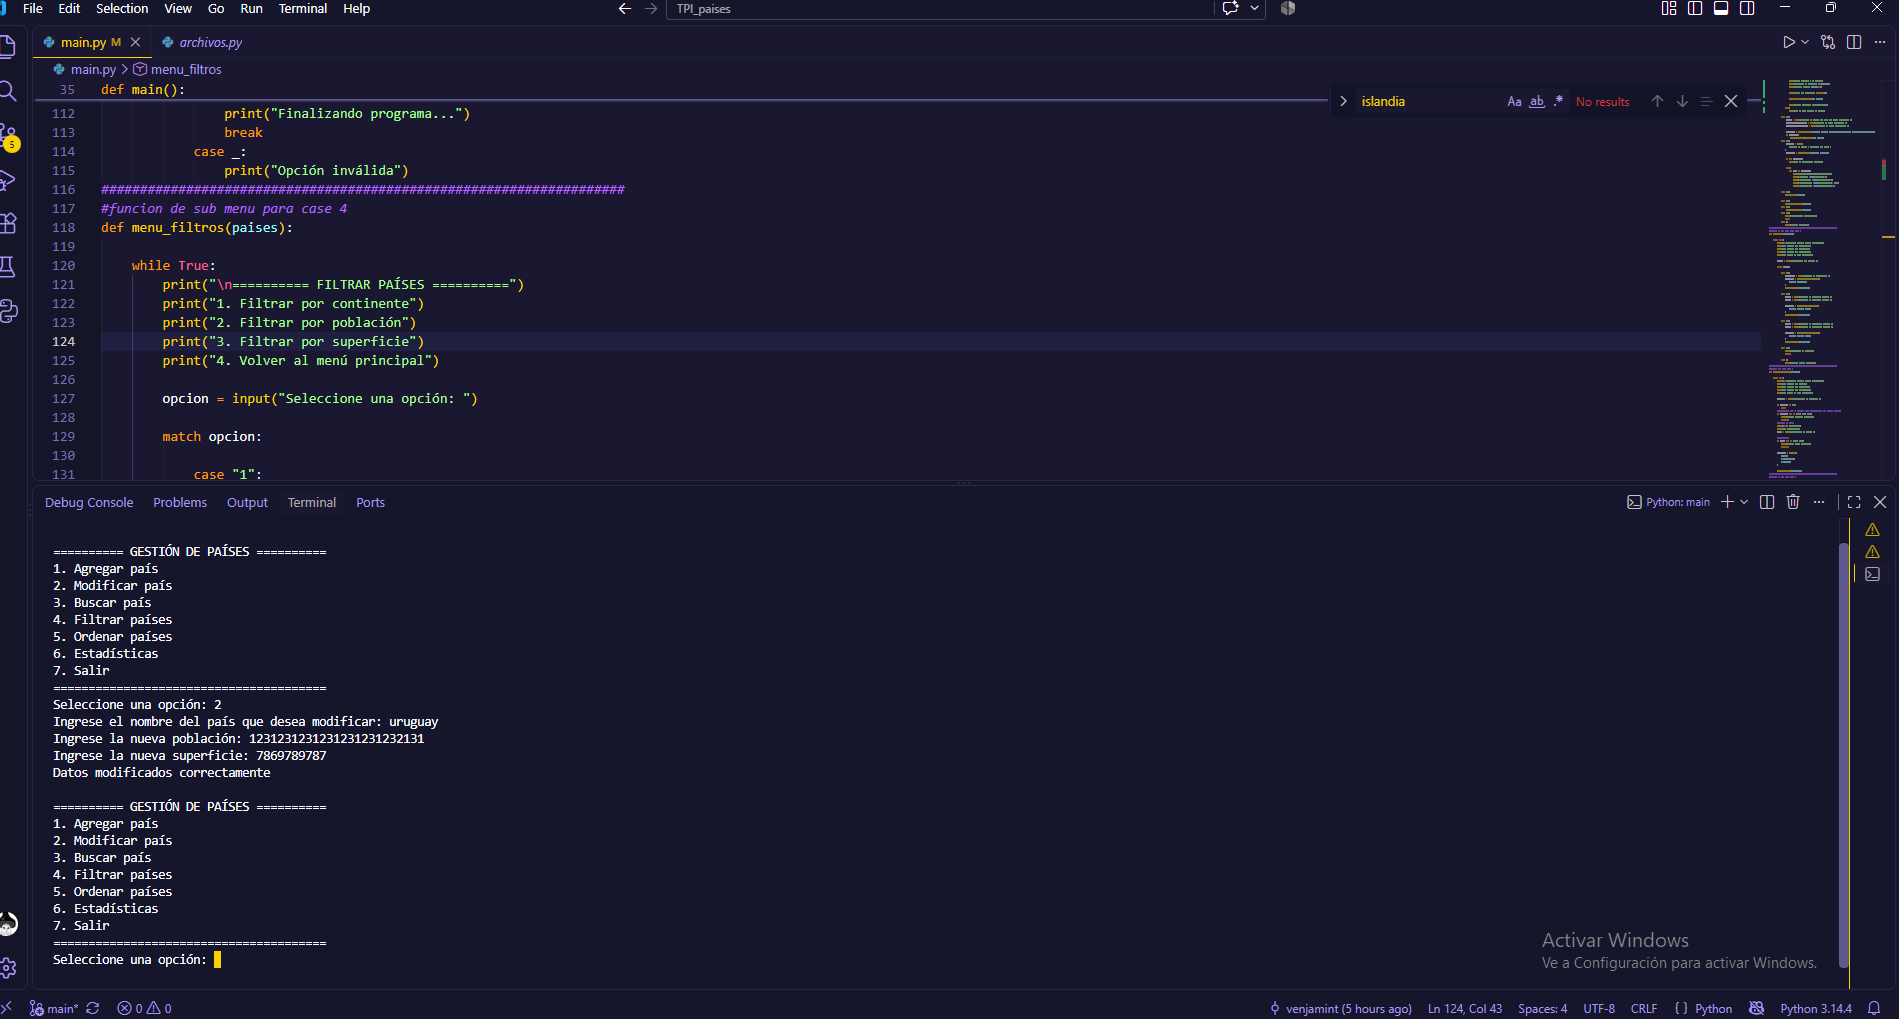 File Edit Selection View Go Run Terminal Help
TPI_paises
main.py M
archivos.py
main.py > menu_filtros
islandia
Aa ab .* No results
35 def main():
112 print("Finalizando programa...")
113 break
114 case _:
115 print("Opción inválida")
116 ####################################################################
117 #funcion de sub menu para case 4
118 def menu_filtros(paises):
119
120 while True:
121 print("\n========== FILTRAR PAÍSES ==========")
122 print("1. Filtrar por continente")
123 print("2. Filtrar por población")
124 print("3. Filtrar por superficie")
125 print("4. Volver al menú principal")
126
127 opcion = input("Seleccione una opción: ")
128
129 match opcion:
130
131 case "1":
5
Debug Console Problems Output Terminal Ports
Python: main
========== GESTIÓN DE PAÍSES ==========
1. Agregar país
2. Modificar país
3. Buscar país
4. Filtrar países
5. Ordenar países
6. Estadísticas
7. Salir
=======================================
Seleccione una opción: 2
Ingrese el nombre del país que desea modificar: uruguay
Ingrese la nueva población: 1231231231231231231232131
Ingrese la nueva superficie: 7869789787
Datos modificados correctamente
========== GESTIÓN DE PAÍSES ==========
1. Agregar país
2. Modificar país
3. Buscar país
4. Filtrar países
5. Ordenar países
6. Estadísticas
7. Salir
=======================================
Seleccione una opción:
Activar Windows
Ve a Configuración para activar Windows.
main* 0 0
venjamint (5 hours ago) Ln 124, Col 43 Spaces: 4 UTF-8 CRLF { } Python Python 3.14.4